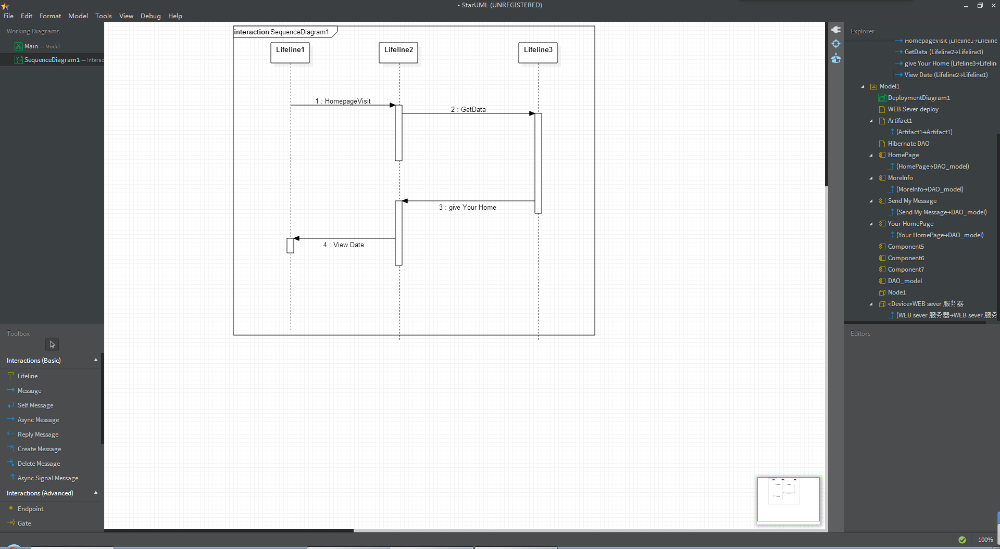 • StarUML (UNREGISTERED)
File Edit Format Model Tools View Debug Help
Working Diagrams
Main — Model
SequenceDiagram1 — Interac
Toolbox
Interactions (Basic)
Lifeline
Message
Self Message
Async Message
Reply Message
Create Message
Delete Message
Async Signal Message
Interactions (Advanced)
Endpoint
Gate
interaction SequenceDiagram1
Lifeline1
Lifeline2
Lifeline3
1 : HomepageVisit
2 : GetData
3 : give Your Home
4 : View Date
Explorer
HomepageVisit (Lifeline1→Lifeline
GetData (Lifeline2→Lifeline3)
give Your Home (Lifeline3→Lifelin
View Date (Lifeline2→Lifeline1)
Model1
DeploymentDiagram1
WEB Sever deploy
Artifact1
(Artifact1→Artifact1)
Hibernate DAO
HomePage
(HomePage→DAO_model)
MoreInfo
(MoreInfo→DAO_model)
Send My Message
(Send My Message→DAO_model)
Your HomePage
(Your HomePage→DAO_model)
Component5
Component6
Component7
DAO_model
Node1
«Device»WEB sever 服务器
(WEB sever 服务器→WEB sever 服务
Editors
100%